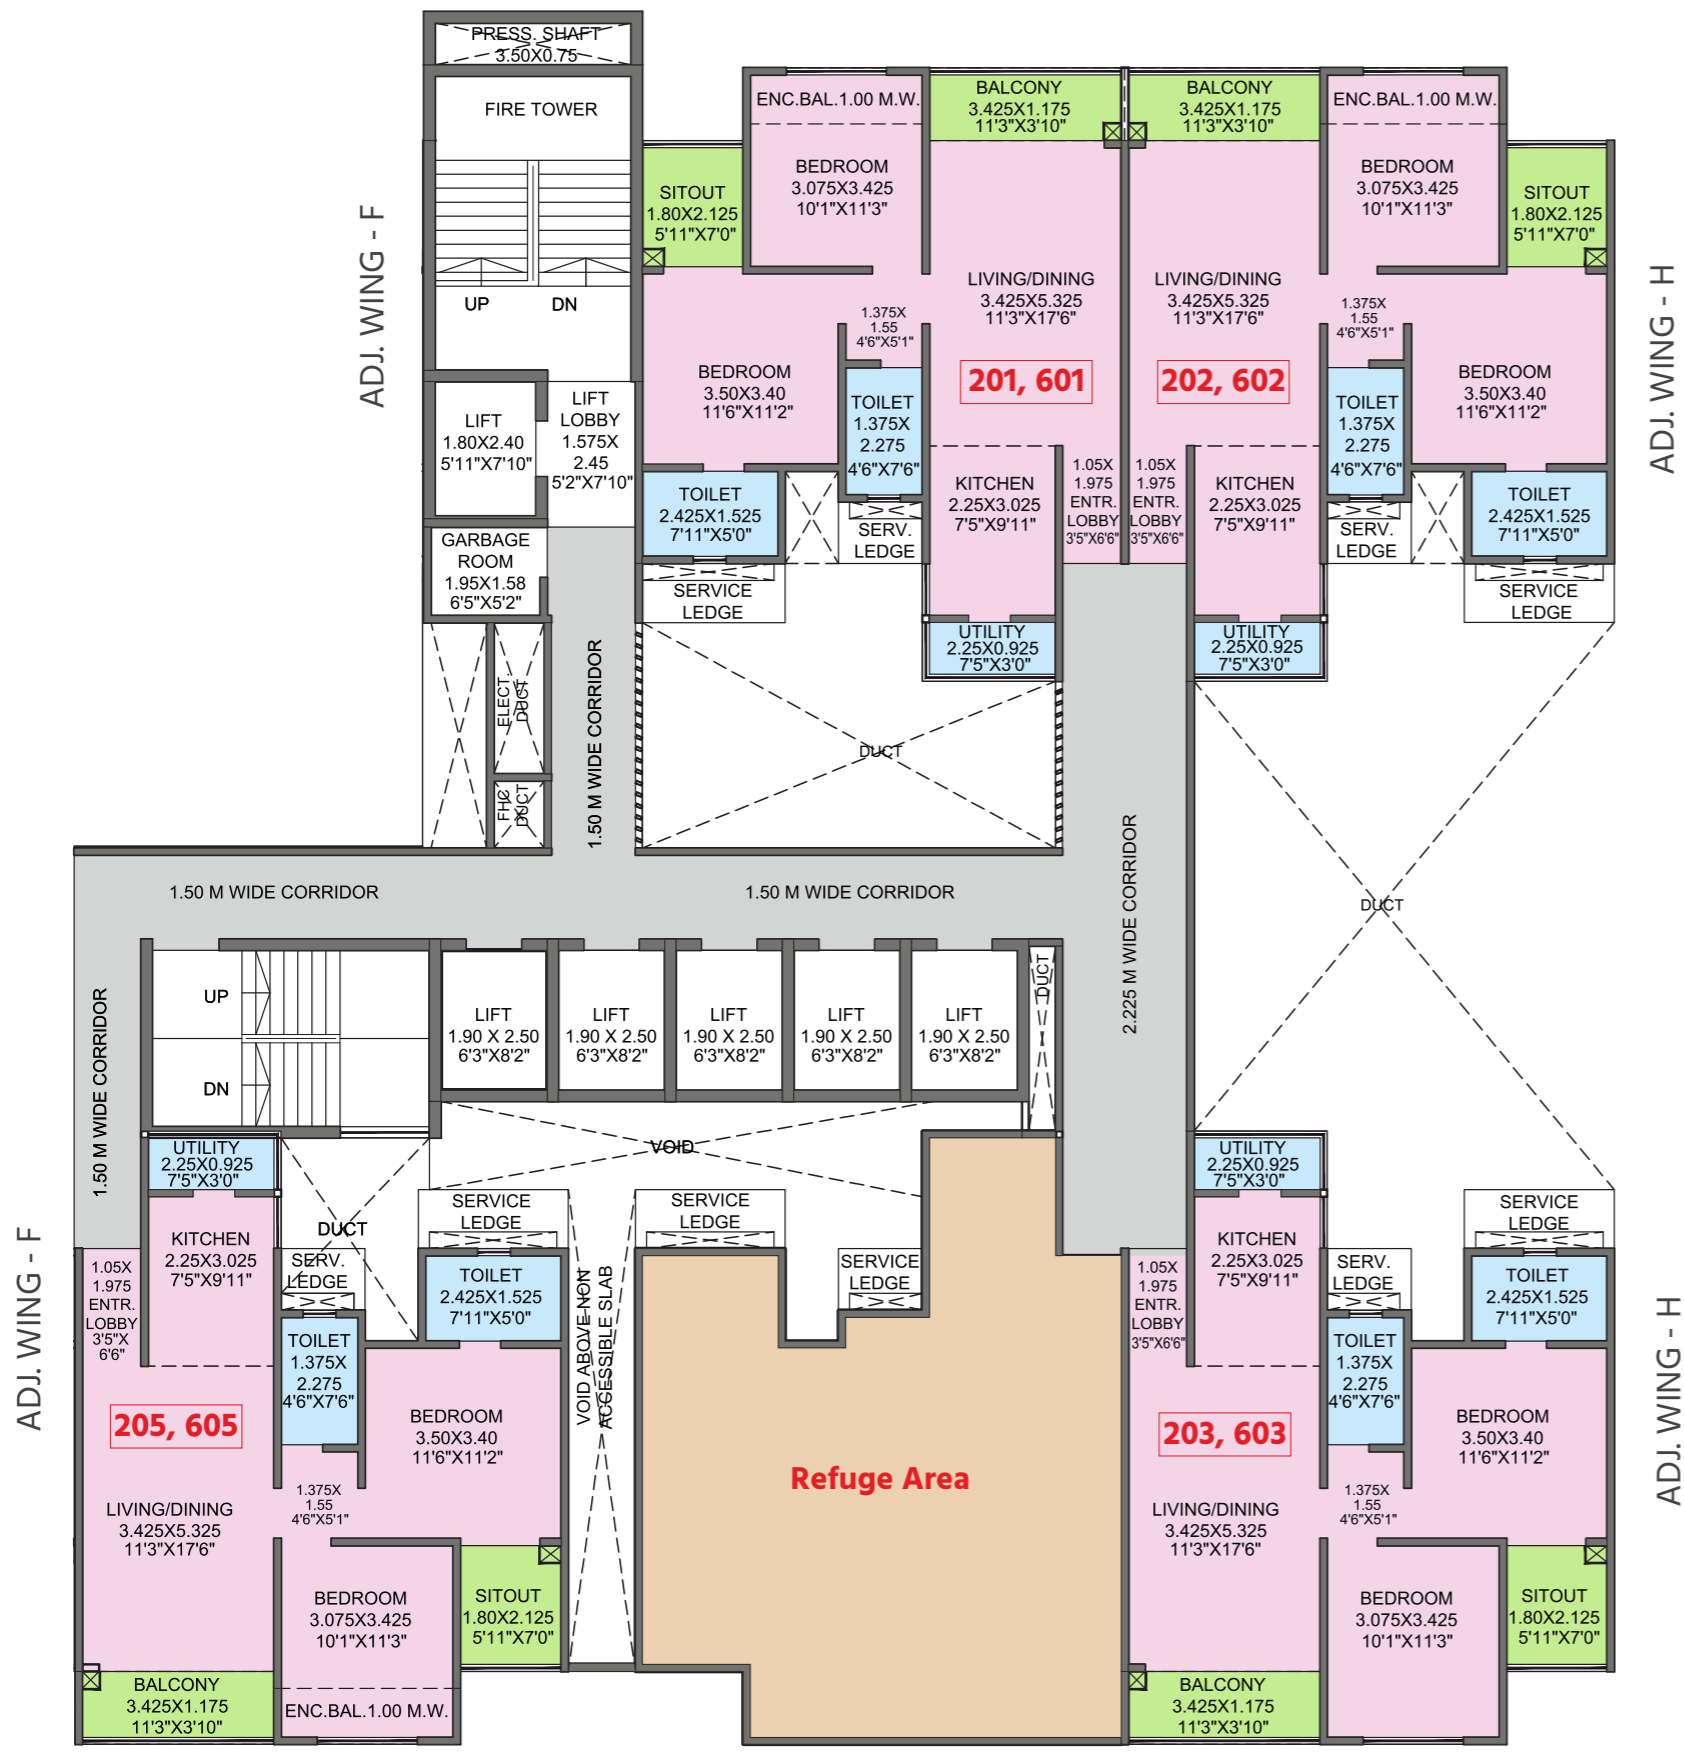 PRESS. SHAFT
3.50X0.75
FIRE TOWER
UP
DN
ADJ. WING - F
LIFT
1.80X2.40
5'11"X7'10"
LIFT
LOBBY
1.575X
2.45
5'2"X7'10"
GARBAGE
ROOM
1.95X1.58
6'5"X5'2"
ELECT.
DUCT
FHC
DUCT
1.50 M WIDE CORRIDOR
ENC.BAL.1.00 M.W.
BEDROOM
3.075X3.425
10'1"X11'3"
SITOUT
1.80X2.125
5'11"X7'0"
BALCONY
3.425X1.175
11'3"X3'10"
LIVING/DINING
3.425X5.325
11'3"X17'6"
1.375X
1.55
4'6"X5'1"
201, 601
BEDROOM
3.50X3.40
11'6"X11'2"
TOILET
1.375X
2.275
4'6"X7'6"
TOILET
2.425X1.525
7'11"X5'0"
SERV.
LEDGE
SERVICE
LEDGE
KITCHEN
2.25X3.025
7'5"X9'11"
1.05X
1.975
ENTR.
LOBBY
3'5"X6'6"
UTILITY
2.25X0.925
7'5"X3'0"
DUCT
BALCONY
3.425X1.175
11'3"X3'10"
ENC.BAL.1.00 M.W.
BEDROOM
3.075X3.425
10'1"X11'3"
SITOUT
1.80X2.125
5'11"X7'0"
LIVING/DINING
3.425X5.325
11'3"X17'6"
1.375X
1.55
4'6"X5'1"
202, 602
BEDROOM
3.50X3.40
11'6"X11'2"
TOILET
1.375X
2.275
4'6"X7'6"
1.05X
1.975
ENTR.
LOBBY
3'5"X6'6"
KITCHEN
2.25X3.025
7'5"X9'11"
SERV.
LEDGE
TOILET
2.425X1.525
7'11"X5'0"
SERVICE
LEDGE
UTILITY
2.25X0.925
7'5"X3'0"
ADJ. WING - H
DUCT
2.225 M WIDE CORRIDOR
1.50 M WIDE CORRIDOR
1.50 M WIDE CORRIDOR
1.50 M WIDE CORRIDOR
UP
DN
LIFT
1.90 X 2.50
6'3"X8'2"
LIFT
1.90 X 2.50
6'3"X8'2"
LIFT
1.90 X 2.50
6'3"X8'2"
LIFT
1.90 X 2.50
6'3"X8'2"
LIFT
1.90 X 2.50
6'3"X8'2"
DUCT
VOID
ADJ. WING - F
UTILITY
2.25X0.925
7'5"X3'0"
KITCHEN
2.25X3.025
7'5"X9'11"
1.05X
1.975
ENTR.
LOBBY
3'5"X
6'6"
DUCT
SERV.
LEDGE
SERVICE
LEDGE
TOILET
2.425X1.525
7'11"X5'0"
TOILET
1.375X
2.275
4'6"X7'6"
205, 605
BEDROOM
3.50X3.40
11'6"X11'2"
1.375X
1.55
4'6"X5'1"
LIVING/DINING
3.425X5.325
11'3"X17'6"
BEDROOM
3.075X3.425
10'1"X11'3"
SITOUT
1.80X2.125
5'11"X7'0"
BALCONY
3.425X1.175
11'3"X3'10"
ENC.BAL.1.00 M.W.
VOID ABOVE NON
ACCESSIBLE SLAB
SERVICE
LEDGE
SERVICE
LEDGE
Refuge Area
UTILITY
2.25X0.925
7'5"X3'0"
KITCHEN
2.25X3.025
7'5"X9'11"
1.05X
1.975
ENTR.
LOBBY
3'5"X6'6"
SERV.
LEDGE
SERVICE
LEDGE
TOILET
2.425X1.525
7'11"X5'0"
TOILET
1.375X
2.275
4'6"X7'6"
203, 603
BEDROOM
3.50X3.40
11'6"X11'2"
1.375X
1.55
4'6"X5'1"
LIVING/DINING
3.425X5.325
11'3"X17'6"
BEDROOM
3.075X3.425
10'1"X11'3"
SITOUT
1.80X2.125
5'11"X7'0"
BALCONY
3.425X1.175
11'3"X3'10"
ADJ. WING - H